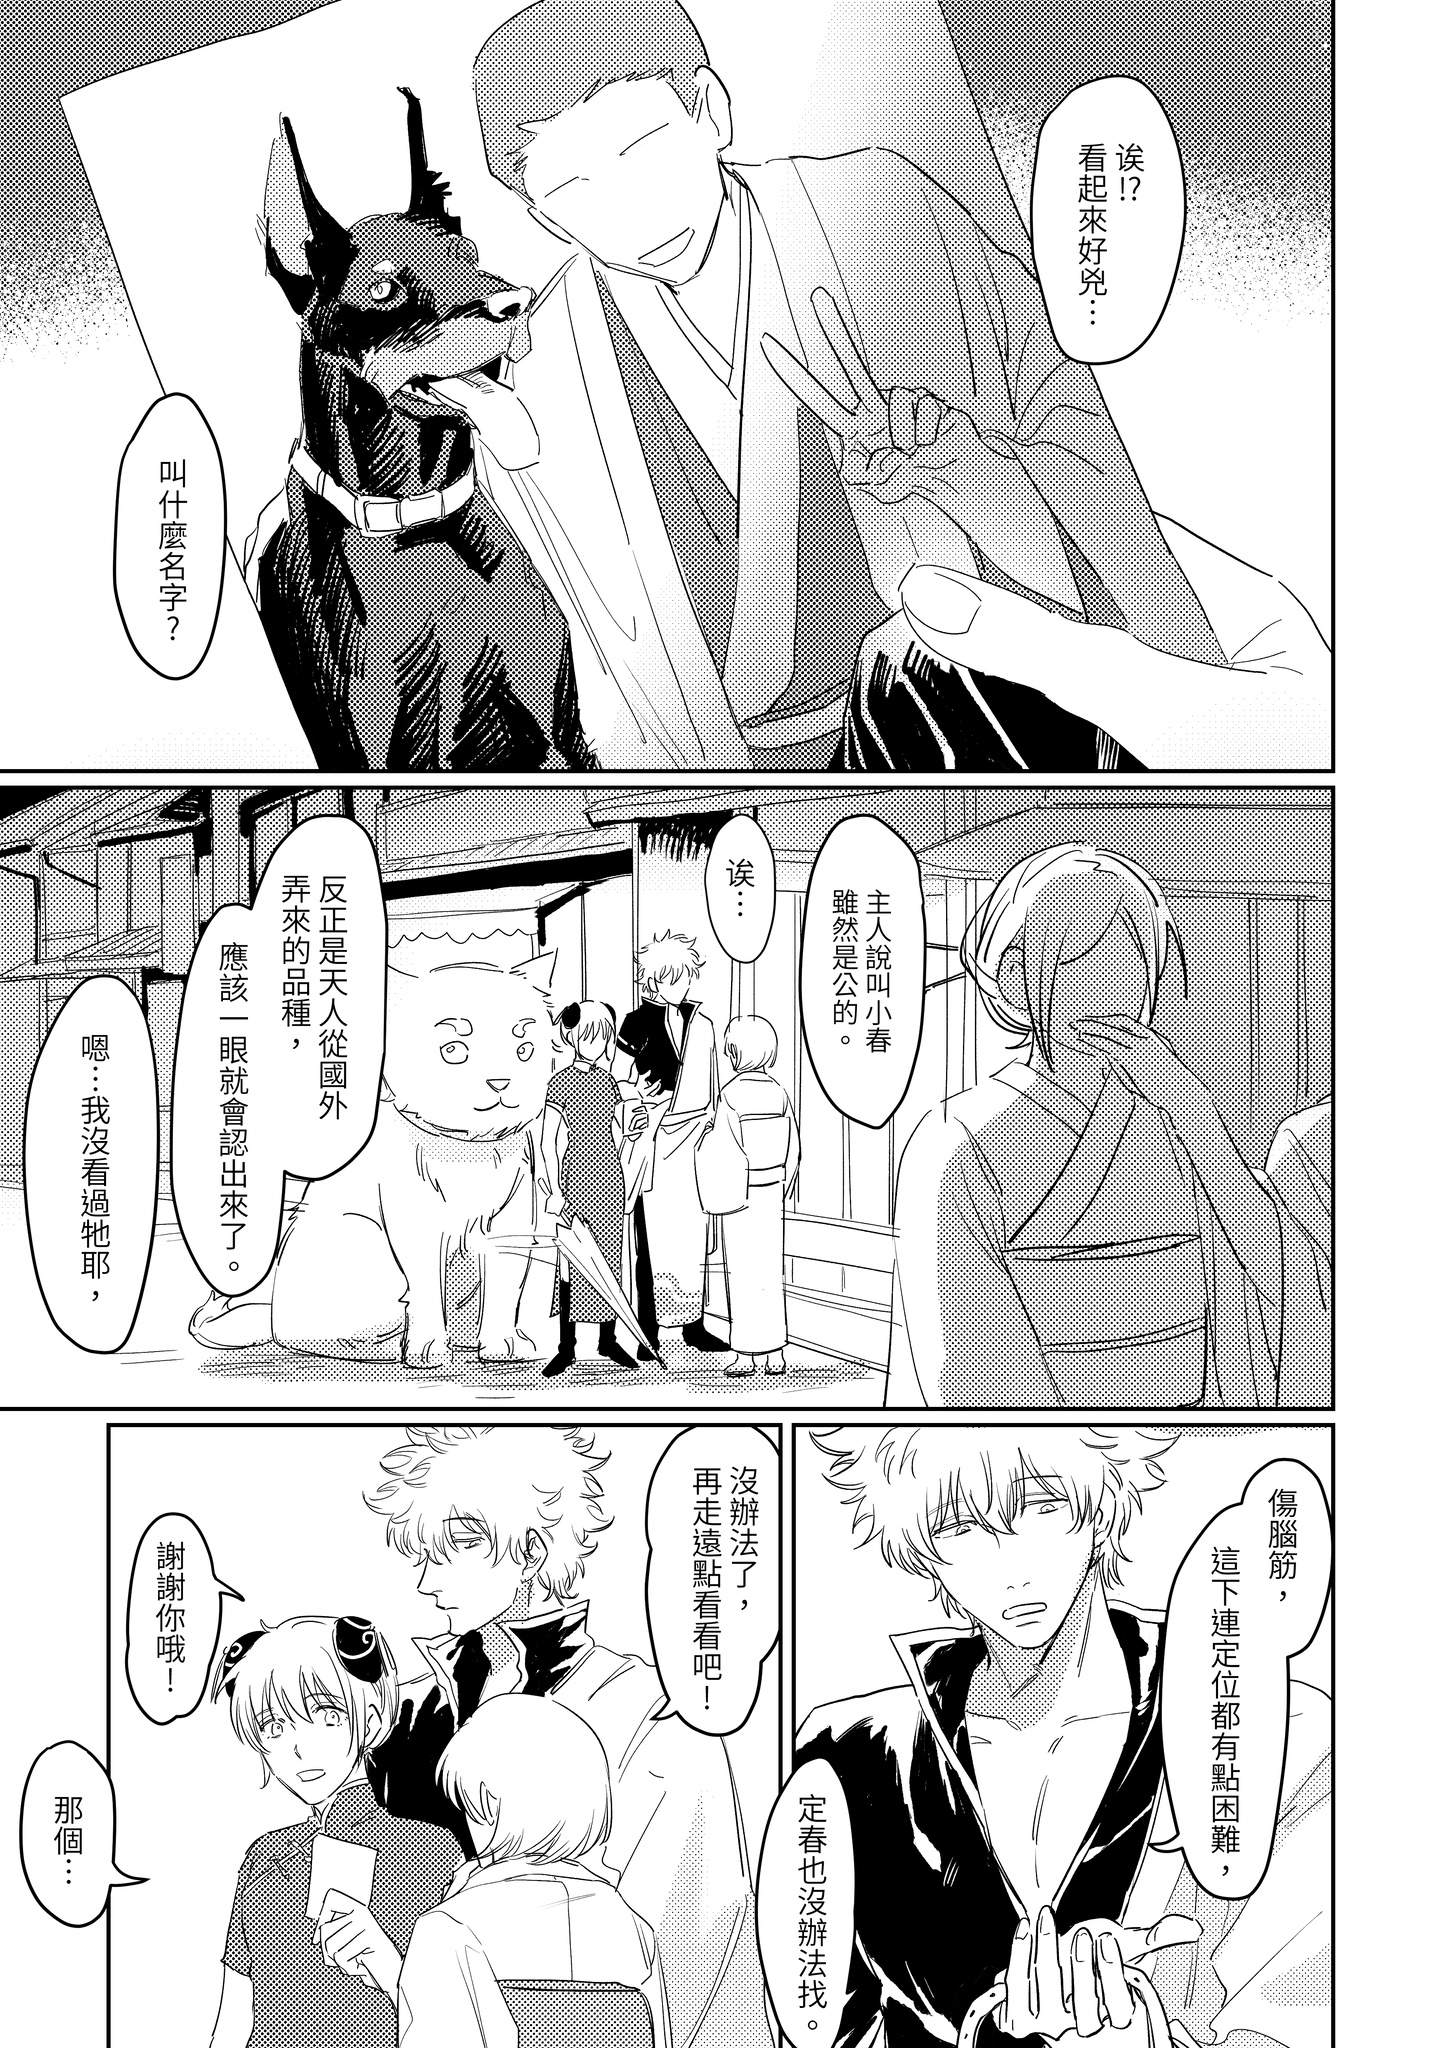 诶!?
看起來好兇…
叫什麼名字?
主人說叫小春
雖然是公的。
诶…
反正是天人從國外
弄來的品種，
應該一眼就會認出來了。
嗯…我沒看過牠耶，
傷腦筋，
這下連定位都有點困難，
定春也沒辦法找。
沒辦法了，
再走遠點看看吧！
謝謝你哦！
那個…